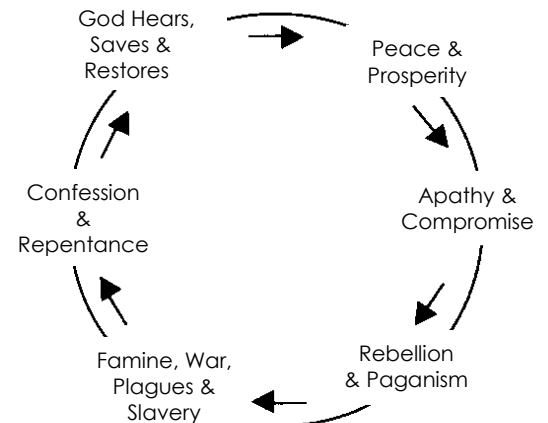 God Hears,
Saves &
Restores
Peace &
Prosperity
Apathy &
Compromise
Rebellion
& Paganism
Famine, War,
Plagues &
Slavery
Confession
&
Repentance